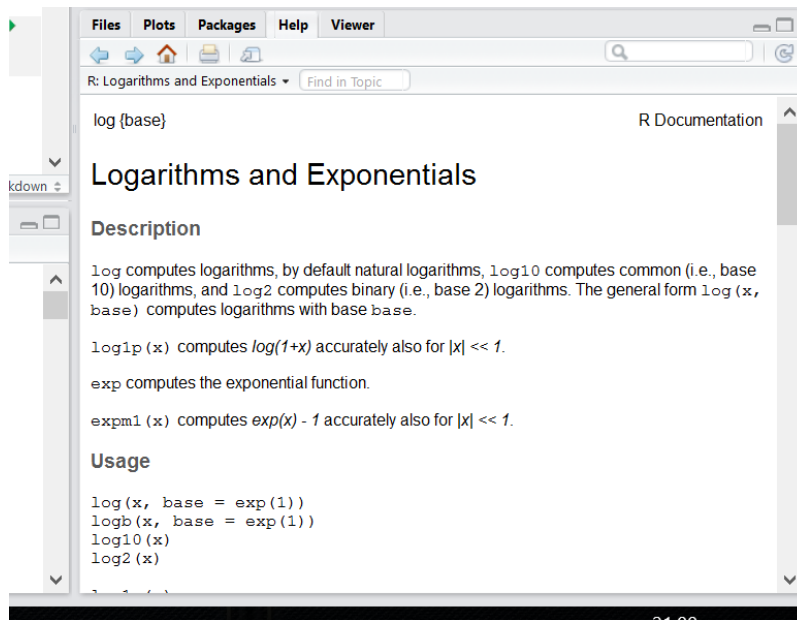 Files Plots Packages Help Viewer
R: Logarithms and Exponentials Find in Topic
log {base} R Documentation
Logarithms and Exponentials
kdown
Description
log computes logarithms, by default natural logarithms, log10 computes common (i.e., base
10) logarithms, and log2 computes binary (i.e., base 2) logarithms. The general form log(x,
base) computes logarithms with base base.
log1p(x) computes log(1+x) accurately also for |x| << 1.
exp computes the exponential function.
expm1(x) computes exp(x) - 1 accurately also for |x| << 1.
Usage
log(x, base = exp(1))
logb(x, base = exp(1))
log10(x)
log2(x)